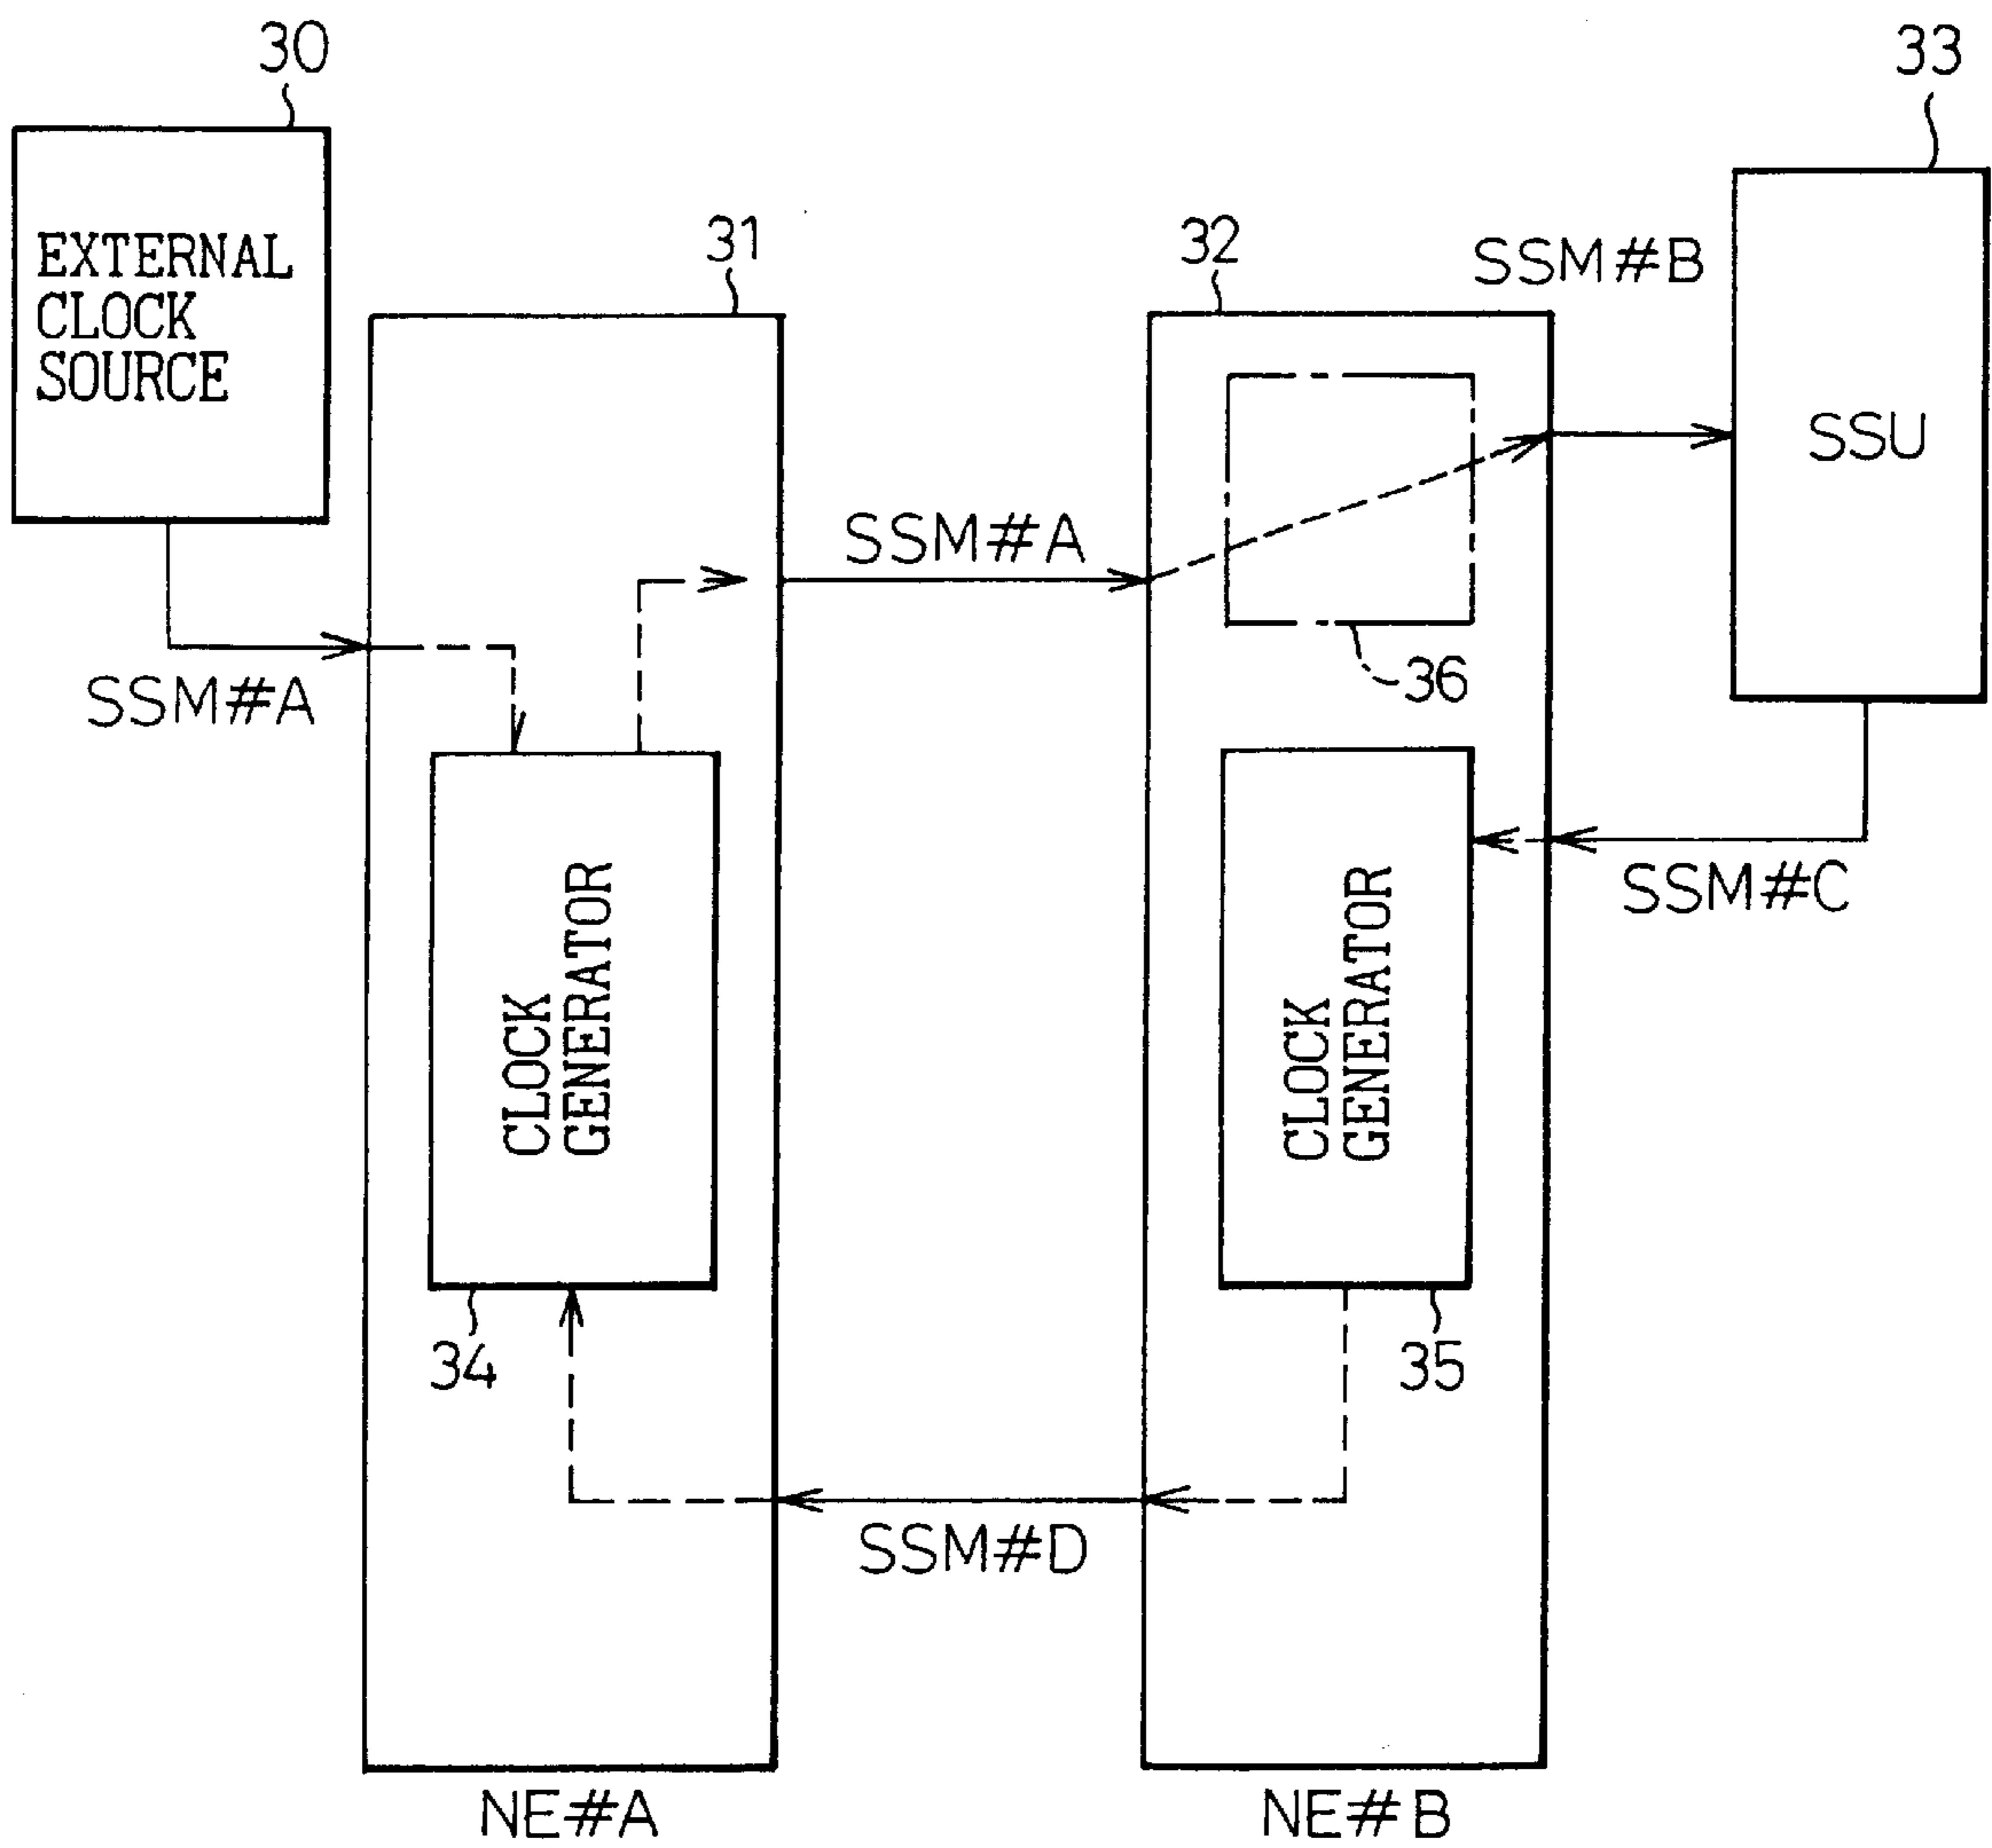 30
33
31
32
SSM#B
EXTERNAL
CLOCK
SOURCE
SSU
SSM#A
36
SSM#A
SSM#C
CLOCK
GENERATOR
CLOCK
GENERATOR
34
35
SSM#D
NE#A
NE#B